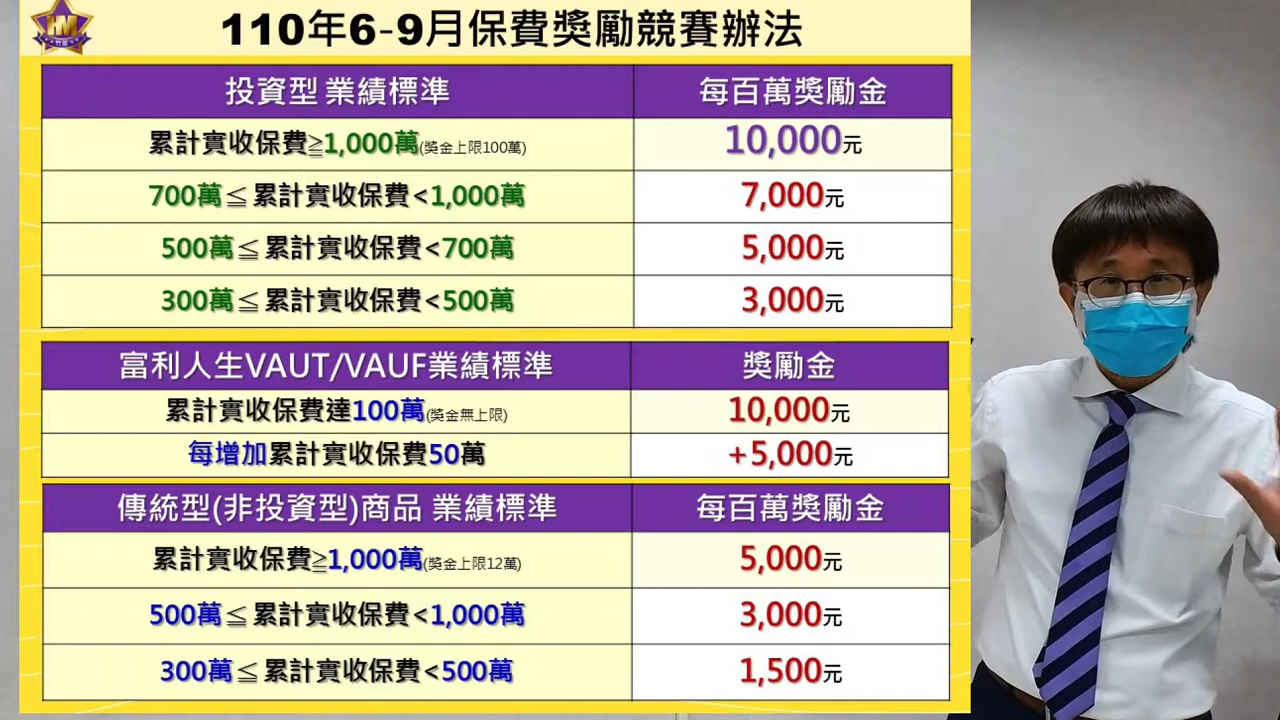 HM
110年6-9月保費獎勵競賽辦法
投資型 業績標準 每百萬獎勵金
累計實收保費≧1,000萬(獎金上限100萬) 10,000元
700萬≦累計實收保費<1,000萬 7,000元
500萬≦累計實收保費<700萬 5,000元
300萬≦累計實收保費<500萬 3,000元
富利人生VAUT/VAUF業績標準 獎勵金
累計實收保費達100萬(獎金無上限) 10,000元
每增加累計實收保費50萬 +5,000元
傳統型(非投資型)商品 業績標準 每百萬獎勵金
累計實收保費≧1,000萬(獎金上限12萬) 5,000元
500萬≦累計實收保費<1,000萬 3,000元
300萬≦累計實收保費<500萬 1,500元